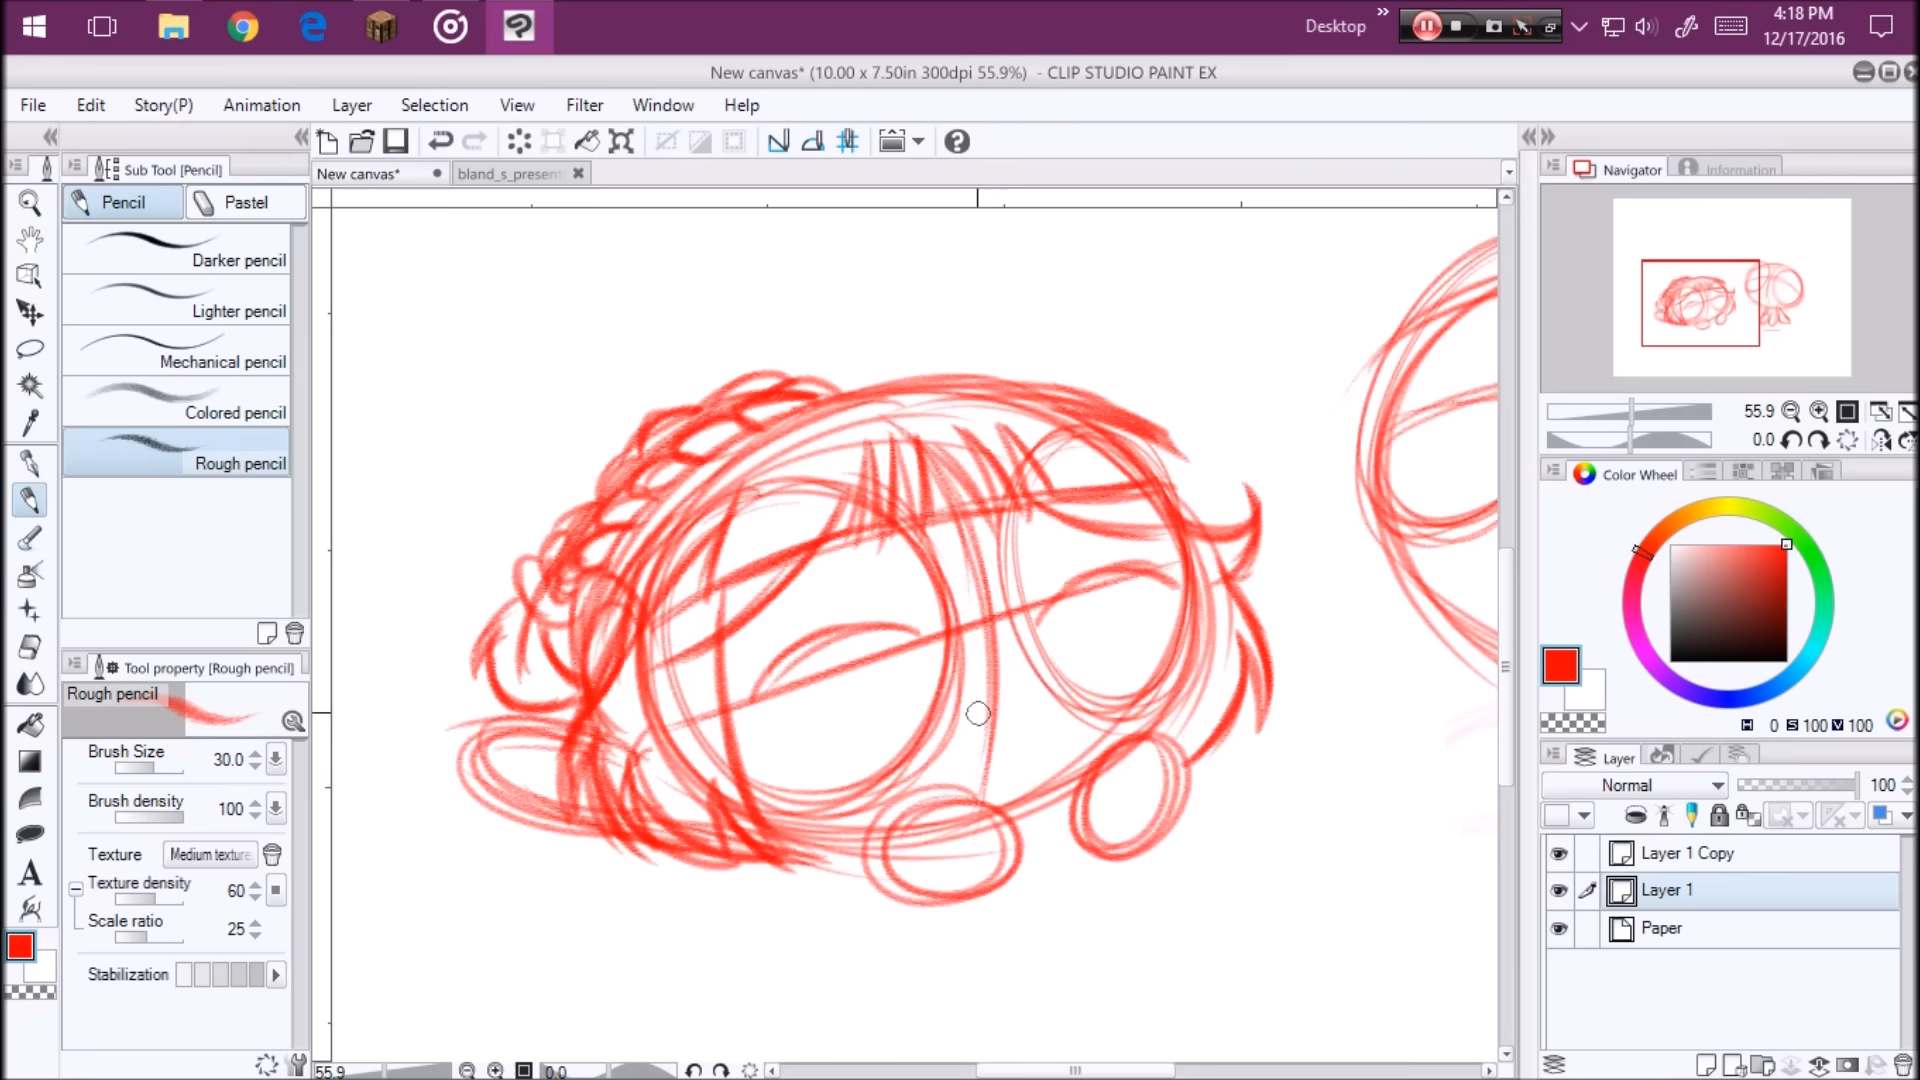 Desktop
»
4:18 PM
12/17/2016
New canvas* (10.00 x 7.50in 300dpi 55.9%) - CLIP STUDIO PAINT EX
File Edit Story(P) Animation Layer Selection View Filter Window Help
Sub Tool [Pencil]
New canvas*
bland_s_present
Navigator
Information
Pencil
Pastel
Darker pencil
Lighter pencil
Mechanical pencil
Colored pencil
Rough pencil
55.9
0.0
Color Wheel
H 0 S 100 V 100
Tool property [Rough pencil]
Rough pencil
Brush Size 30.0
Brush density 100
Texture Medium texture
Texture density 60
Scale ratio 25
Stabilization
Layer
Normal 100
Layer 1 Copy
Layer 1
Paper
A
55.9
0.0